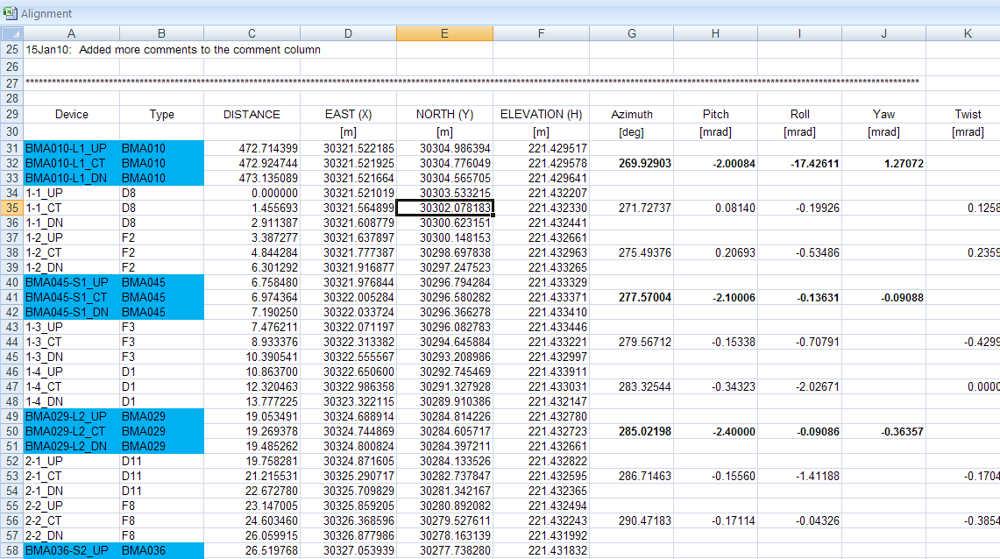 Alignment
A B C D E F G H I J K
25 15Jan10: Added more comments to the comment column
26
27 **************************************************************************************************************************************************************************
28
29 Device Type DISTANCE EAST (X) NORTH (Y) ELEVATION (H) Azimuth Pitch Roll Yaw Twist
30 [m] [m] [m] [deg] [mrad] [mrad] [mrad] [mrad]
31 BMA010-L1_UP BMA010 472.714399 30321.522185 30304.986394 221.429517
32 BMA010-L1_CT BMA010 472.924744 30321.521925 30304.776049 221.429578 269.92903 -2.00084 -17.42611 1.27072
33 BMA010-L1_DN BMA010 473.135089 30321.521664 30304.565705 221.429641
34 1-1_UP D8 0.000000 30321.521019 30303.533215 221.432207
35 1-1_CT D8 1.455693 30321.564899 30302.078183 221.432330 271.72737 0.08140 -0.19926 0.1258
36 1-1_DN D8 2.911387 30321.608779 30300.623151 221.432441
37 1-2_UP F2 3.387277 30321.637897 30300.148153 221.432661
38 1-2_CT F2 4.844284 30321.777387 30298.697838 221.432963 275.49376 0.20693 -0.53486 0.2359
39 1-2_DN F2 6.301292 30321.916877 30297.247523 221.433265
40 BMA045-S1_UP BMA045 6.758480 30321.976844 30296.794284 221.433329
41 BMA045-S1_CT BMA045 6.974364 30322.005284 30296.580282 221.433371 277.57004 -2.10006 -0.13631 -0.09088
42 BMA045-S1_DN BMA045 7.190250 30322.033724 30296.366278 221.433410
43 1-3_UP F3 7.476211 30322.071197 30296.082783 221.433446
44 1-3_CT F3 8.933376 30322.313382 30294.645884 221.433221 279.56712 -0.15338 -0.70791 -0.4299
45 1-3_DN F3 10.390541 30322.555567 30293.208986 221.432997
46 1-4_UP D1 10.863700 30322.650600 30292.745469 221.433911
47 1-4_CT D1 12.320463 30322.986358 30291.327928 221.433031 283.32544 -0.34323 -2.02671 0.0000
48 1-4_DN D1 13.777225 30323.322115 30289.910386 221.432147
49 BMA029-L2_UP BMA029 19.053491 30324.688914 30284.814226 221.432780
50 BMA029-L2_CT BMA029 19.269378 30324.744869 30284.605717 221.432723 285.02198 -2.40000 -0.09086 -0.36357
51 BMA029-L2_DN BMA029 19.485262 30324.800824 30284.397211 221.432661
52 2-1_UP D11 19.758281 30324.871605 30284.133526 221.432822
53 2-1_CT D11 21.215531 30325.290717 30282.737847 221.432595 286.71463 -0.15560 -1.41188 -0.1704
54 2-1_DN D11 22.672780 30325.709829 30281.342167 221.432365
55 2-2_UP F8 23.147005 30325.859205 30280.892082 221.432494
56 2-2_CT F8 24.603460 30326.368596 30279.527611 221.432243 290.47183 -0.17114 -0.04326 -0.3854
57 2-2_DN F8 26.059915 30326.877986 30278.163139 221.431992
58 BMA036-S2_UP BMA036 26.519768 30327.053939 30277.738280 221.431832